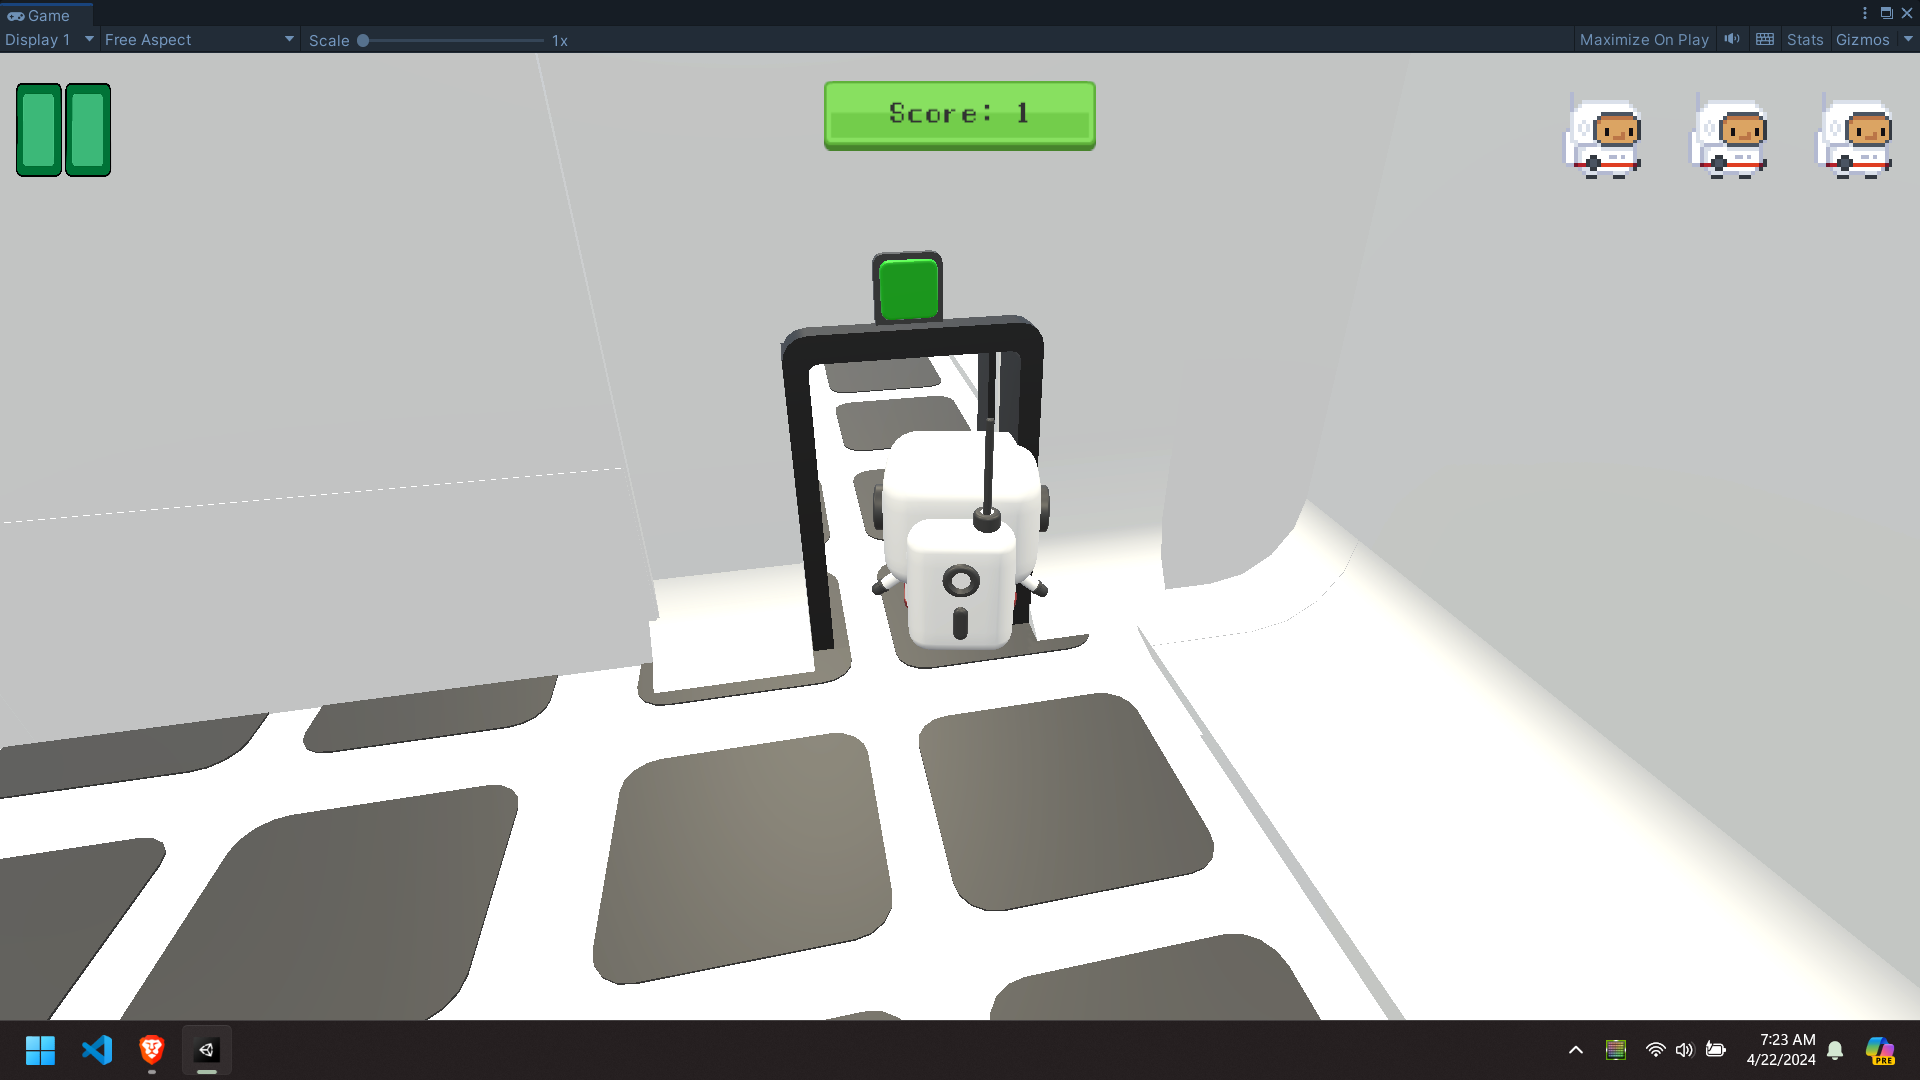 Game
Display 1
Free Aspect
Scale
1x
Maximize On Play
Stats
Gizmos
Score: 1
7:23 AM
4/22/2024
PRE